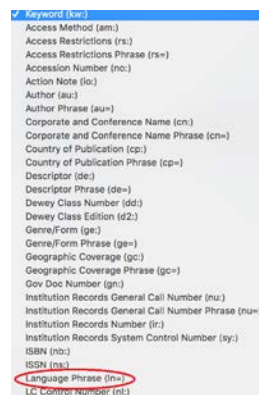 ✓ Keyword (kw:)
Access Method (am:)
Access Restrictions (rs:)
Access Restrictions Phrase (rs=)
Accession Number (no:)
Action Note (lo:)
Author (au:)
Author Phrase (au=)
Corporate and Conference Name (cn:)
Corporate and Conference Name Phrase (cn=)
Country of Publication (cp:)
Country of Publication Phrase (cp=)
Descriptor (de:)
Descriptor Phrase (de=)
Dewey Class Number (dd:)
Dewey Class Edition (d2:)
Genre/Form (ge:)
Genre/Form Phrase (ge=)
Geographic Coverage (gc:)
Geographic Coverage Phrase (gc=)
Gov Doc Number (gn:)
Institution Records General Call Number (nu:)
Institution Records General Call Number Phrase (nu=
Institution Records Number (ir:)
Institution Records System Control Number (sy:)
ISBN (nb:)
ISSN (ns:)
Language Phrase (ln=)
LC Control Number (nl:)